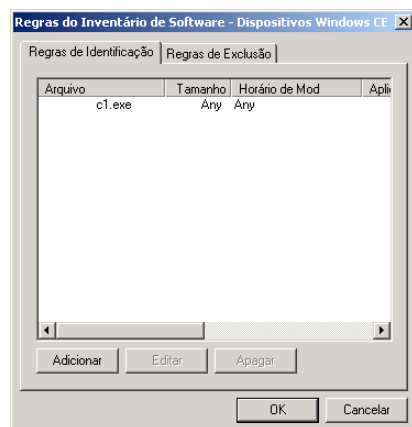 Regras do Inventário de Software - Dispositivos Windows CE
Regras de Identificação Regras de Exclusão
Arquivo Tamanho Horário de Mod Aplic
c1.exe Any Any
Adicionar Editar Apagar
OK Cancelar